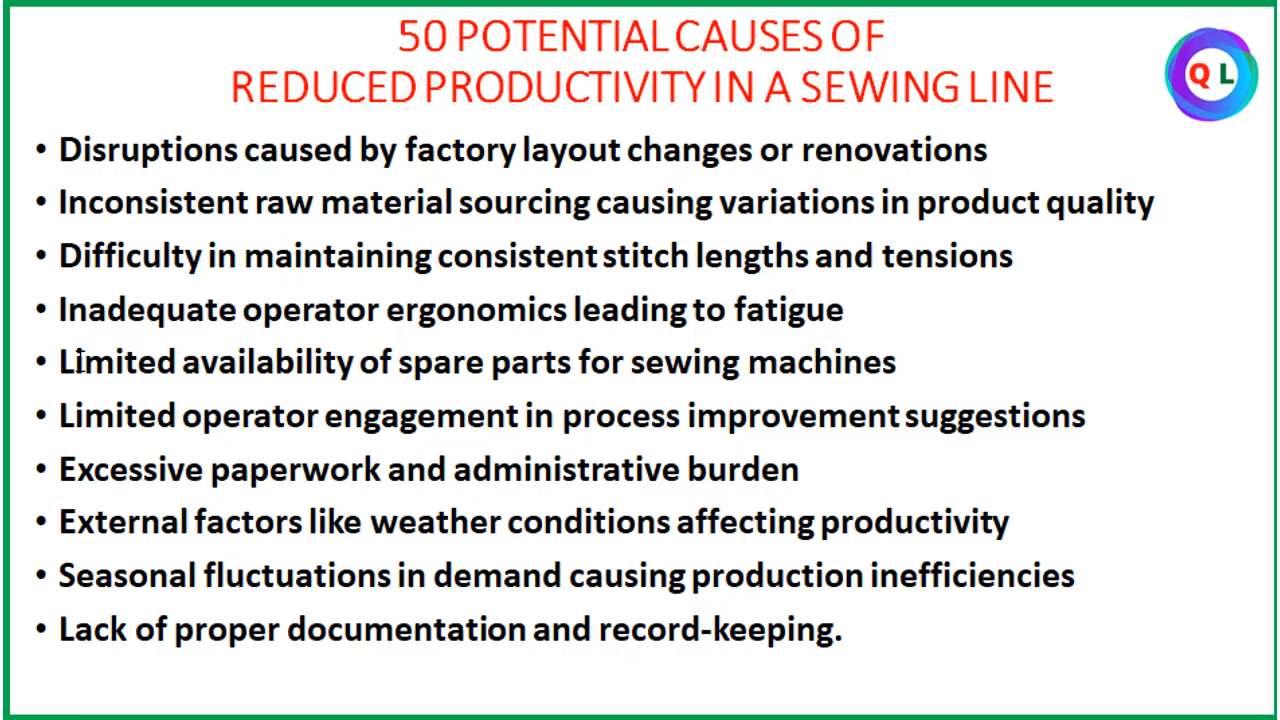 50 POTENTIAL CAUSES OF
REDUCED PRODUCTIVITY IN A SEWING LINE
Q L
• Disruptions caused by factory layout changes or renovations
• Inconsistent raw material sourcing causing variations in product quality
• Difficulty in maintaining consistent stitch lengths and tensions
• Inadequate operator ergonomics leading to fatigue
• Limited availability of spare parts for sewing machines
• Limited operator engagement in process improvement suggestions
• Excessive paperwork and administrative burden
• External factors like weather conditions affecting productivity
• Seasonal fluctuations in demand causing production inefficiencies
• Lack of proper documentation and record-keeping.